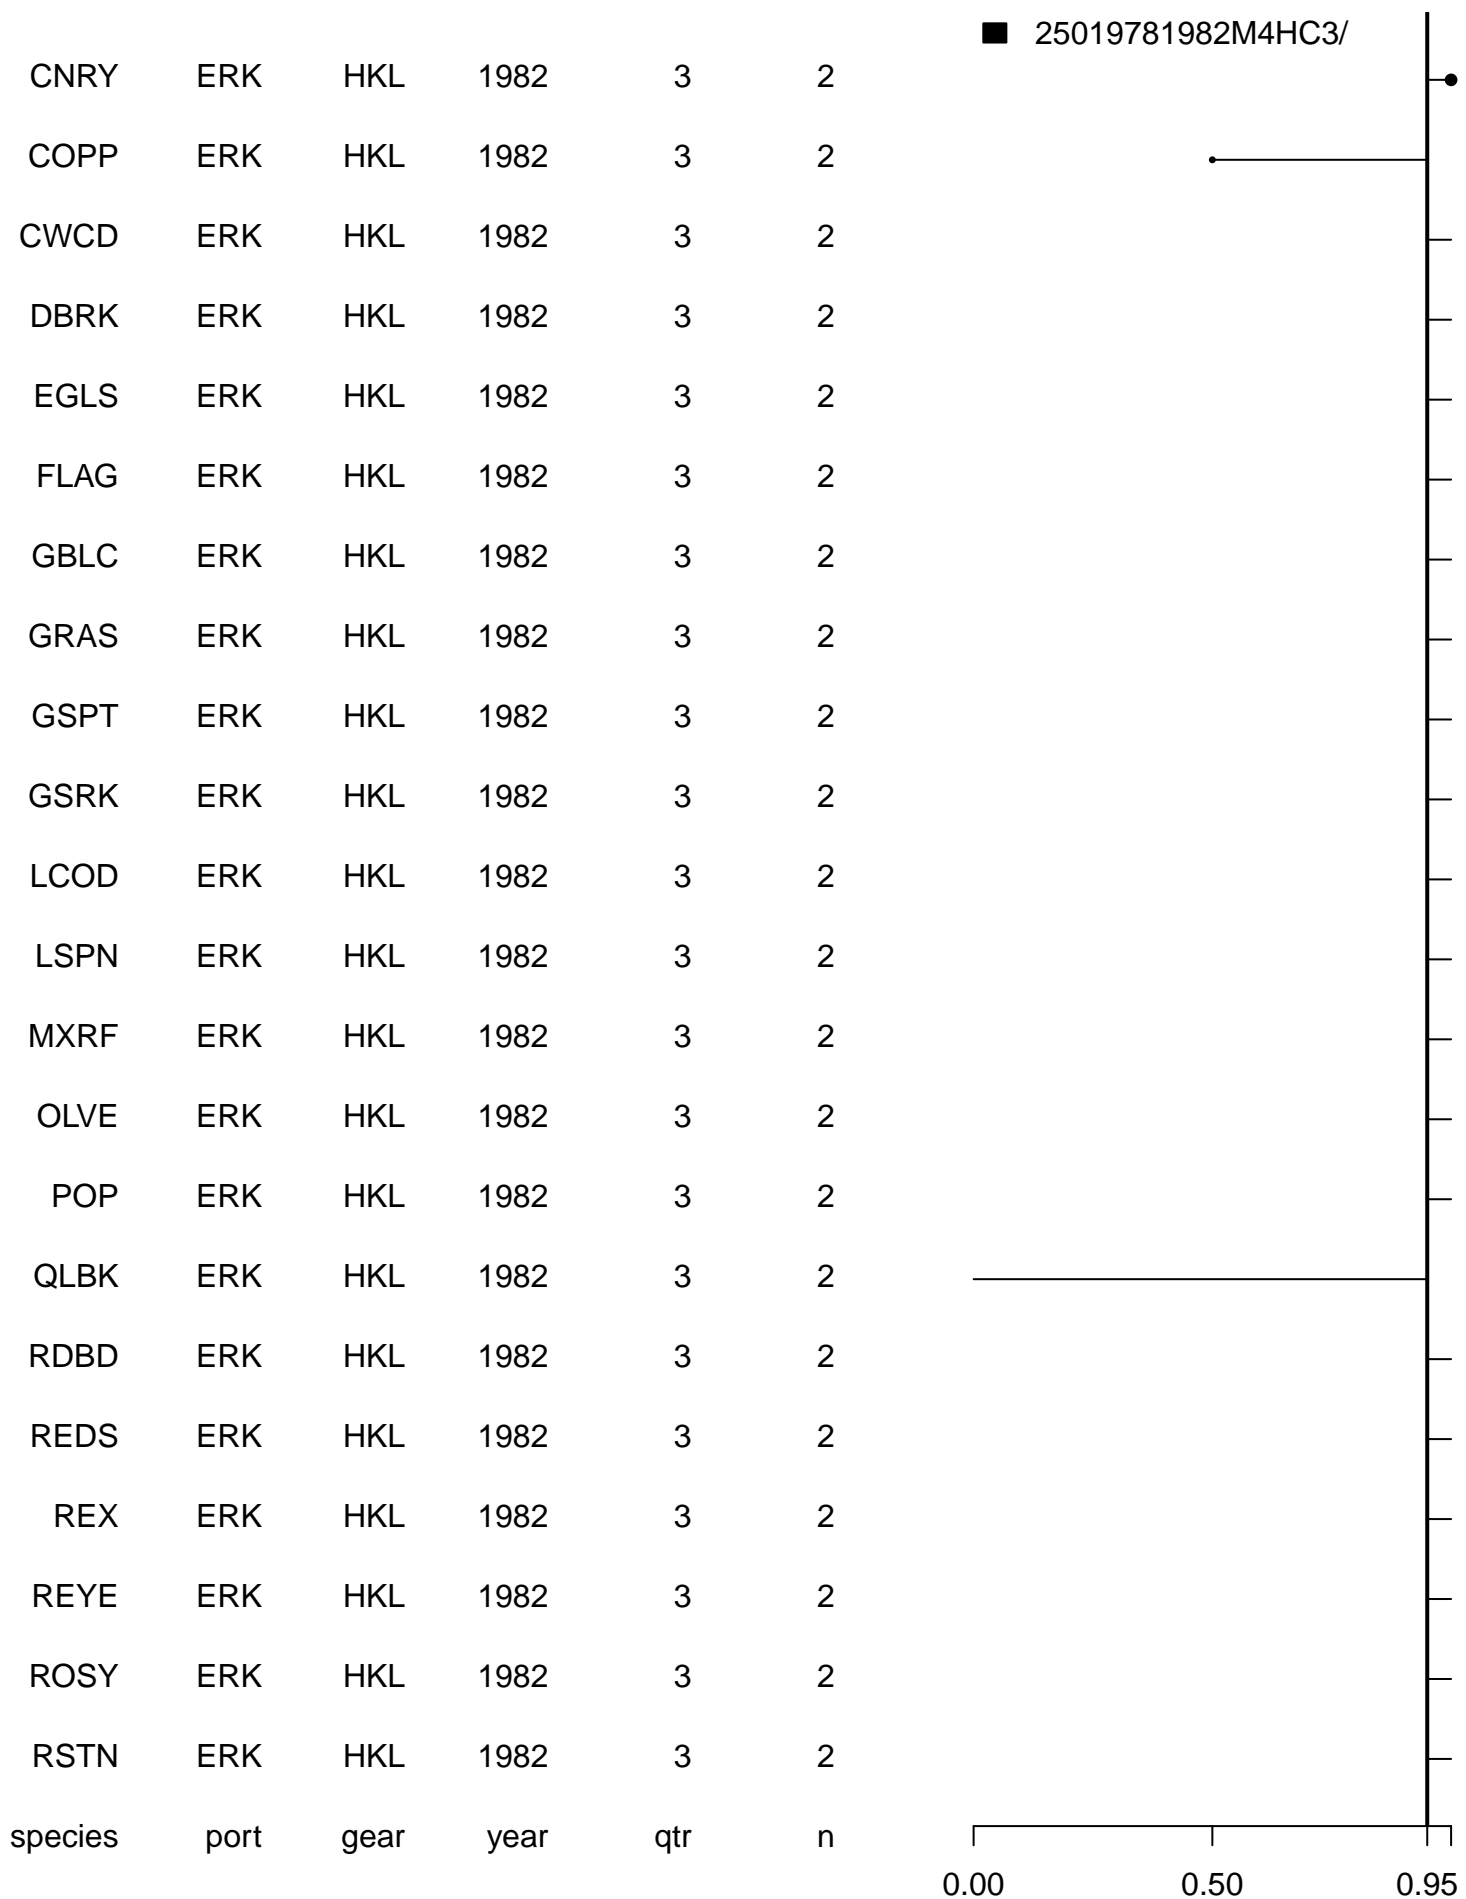 25019781982M4HC3/
CNRY ERK HKL 1982 3 2
COPP ERK HKL 1982 3 2
CWCD ERK HKL 1982 3 2
DBRK ERK HKL 1982 3 2
EGLS ERK HKL 1982 3 2
FLAG ERK HKL 1982 3 2
GBLC ERK HKL 1982 3 2
GRAS ERK HKL 1982 3 2
GSPT ERK HKL 1982 3 2
GSRK ERK HKL 1982 3 2
LCOD ERK HKL 1982 3 2
LSPN ERK HKL 1982 3 2
MXRF ERK HKL 1982 3 2
OLVE ERK HKL 1982 3 2
POP ERK HKL 1982 3 2
QLBK ERK HKL 1982 3 2
RDBD ERK HKL 1982 3 2
REDS ERK HKL 1982 3 2
REX ERK HKL 1982 3 2
REYE ERK HKL 1982 3 2
ROSY ERK HKL 1982 3 2
RSTN ERK HKL 1982 3 2
species port gear year qtr n
0.00 0.50 0.95